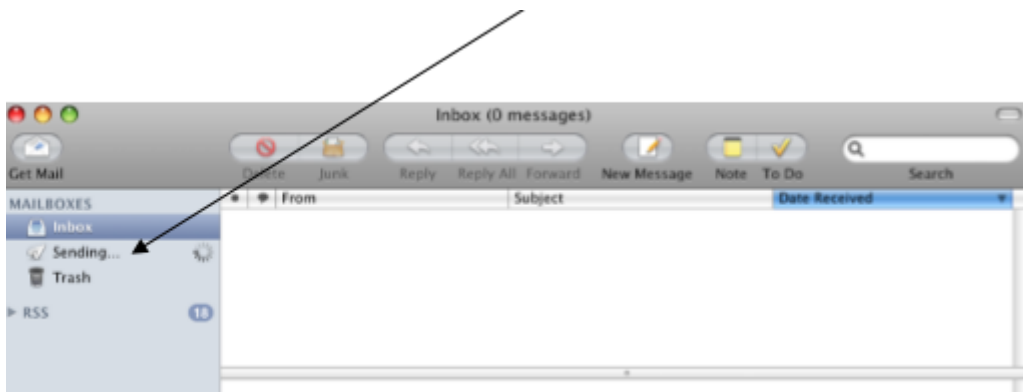 Inbox (0 messages)
Get Mail Delete Junk Reply Reply All Forward New Message Note To Do Search
MAILBOXES From Subject Date Received
Inbox
Sending...
Trash
RSS 18